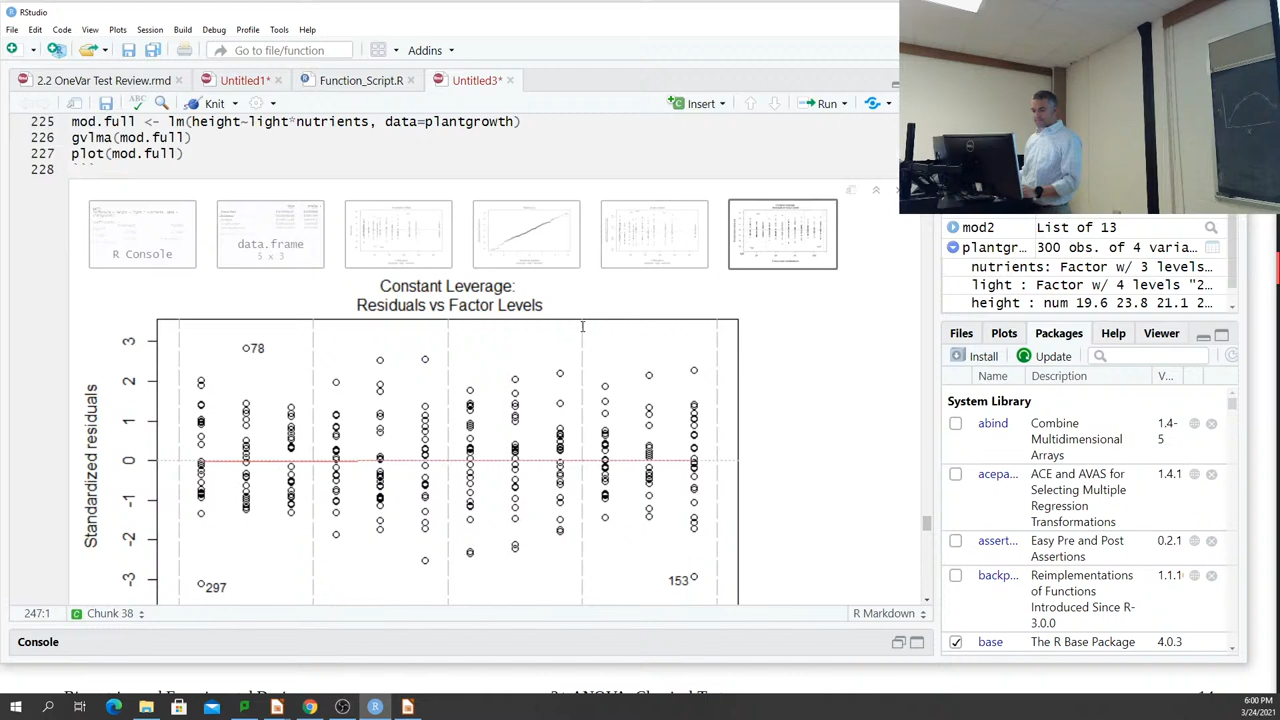 RStudio
File Edit Code View Plots Session Build Debug Profile Tools Help
Go to file/function
Addins
2.2 OneVar Test Review.rmd
Untitled1*
Function_Script.R
Untitled3*
ABC
Knit
Insert
Run
225 mod.full <- lm(height~light*nutrients, data=plantgrowth)
226 gvlma(mod.full)
227 plot(mod.full)
228 ```
R Console
data.frame
5 x 3
Constant Leverage:
Residuals vs Factor Levels
Standardized residuals
3
2
1
0
-1
-2
-3
78
297
153
247:1
Chunk 38
R Markdown
Console
mod2 List of 13
plantgr... 300 obs. of 4 varia...
nutrients: Factor w/ 3 levels...
light : Factor w/ 4 levels "2...
height : num 19.6 23.8 21.1 2
Files Plots Packages Help Viewer
Install Update
Name Description V...
System Library
abind Combine Multidimensional Arrays 1.4-5
acepa... ACE and AVAS for Selecting Multiple Regression Transformations 1.4.1
assert... Easy Pre and Post Assertions 0.2.1
backp... Reimplementations of Functions Introduced Since R-3.0.0 1.1.1
base The R Base Package 4.0.3
6:00 PM
3/24/2021